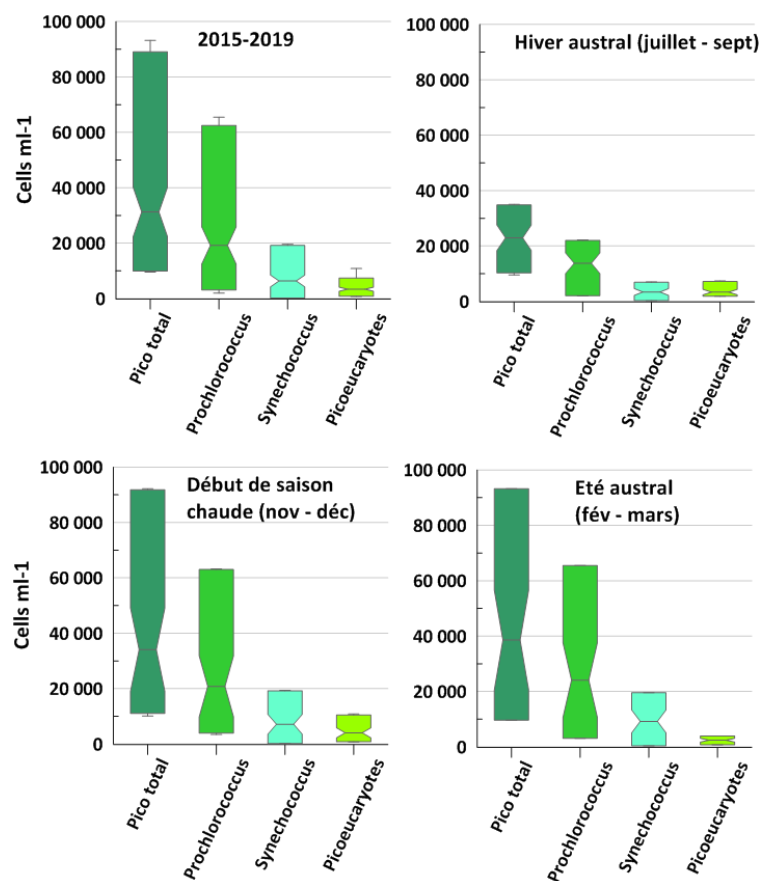 2015-2019
Cells ml-1
100 000
80 000
60 000
40 000
20 000
0
Pico total
Prochlorococcus
Synechococcus
Picoeucaryotes
Hiver austral (juillet - sept)
100 000
80 000
60 000
40 000
20 000
0
Pico total
Prochlorococcus
Synechococcus
Picoeucaryotes
Début de saison
chaude (nov - déc)
Cells ml-1
100 000
80 000
60 000
40 000
20 000
0
Pico total
Prochlorococcus
Synechococcus
Picoeucaryotes
Eté austral
(fév - mars)
100 000
80 000
60 000
40 000
20 000
0
Pico total
Prochlorococcus
Synechococcus
Picoeucaryotes